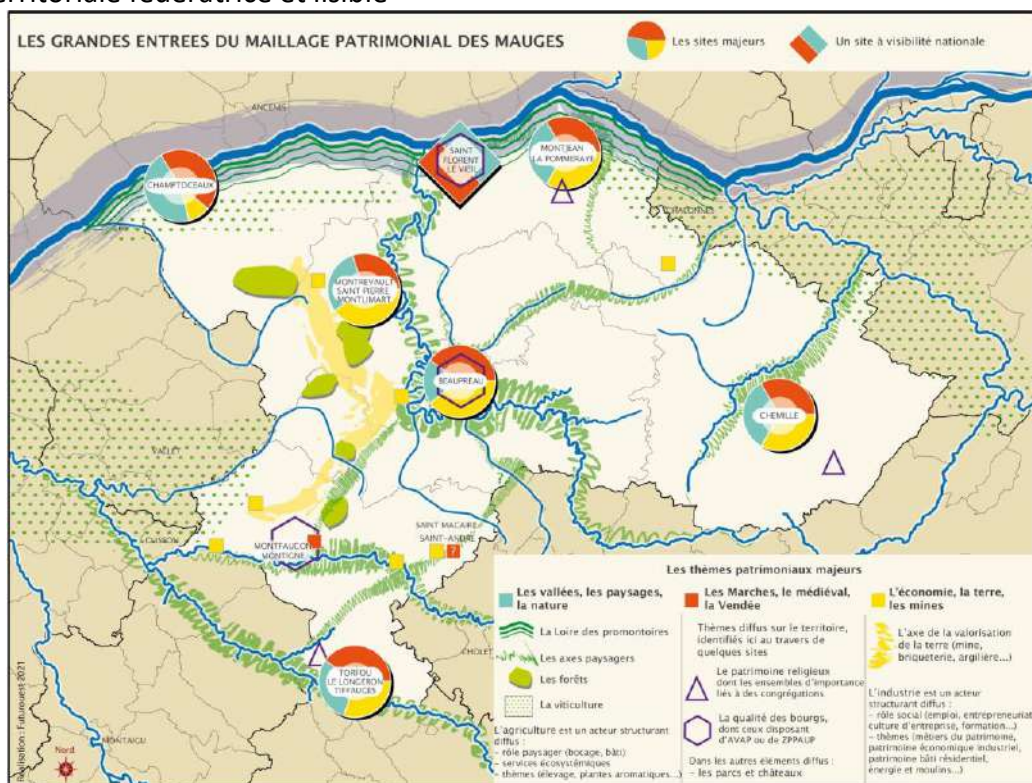 erritoriale fédératrice et lisible
LES GRANDES ENTREES DU MAILLAGE PATRIMONIAL DES MAUGES
Les sites majeurs
Un site à visibilité nationale
ANCENIS
CHAMPTOCEAUX
SAINT
FLORENT
LE VIEIL
MONTJEAN
LA POMMERAYE
CHALONNES
MONTREVAULT
SAINT PIERRE
MONTLIMART
BEAUPREAU
CHEMILLE
VALLET
CLISSON
MONTFAUCON
MONTIGNE
SAINT MACAIRE
SAINT-ANDRE
?
CHOLET
TORFOU
LE LONGERON
TIFFAUGES
MONTAIGU
Nord
Réalisation : Futurouest 2021
Les thèmes patrimoniaux majeurs
Les vallées, les paysages,
la nature
La Loire des promontoires
Les axes paysagers
Les forêts
La viticulture
L'agriculture est un acteur structurant
diffus :
- rôle paysager (bocage, bâti)
- services écosystémiques
- thèmes (élevage, plantes aromatiques...)
Les Marches, le médiéval,
la Vendée
Thèmes diffus sur le territoire,
identifiés ici au travers de
quelques sites
Le patrimoine religieux
dont les ensembles d'importance
liés à des congrégations.
La qualité des bourgs,
dont ceux disposant
d'AVAP ou de ZPPAUP
Dans les autres éléments diffus :
- les parcs et châteaux
L'économie, la terre,
les mines
L'axe de la valorisation
de la terre (mine,
briqueterie, argilière...)
L'industrie est un acteur
structurant diffus :
- rôle social (emploi, entrepreneuriat,
culture d'entreprise, formation...)
- thèmes (métiers du patrimoine,
patrimoine économique industriel,
patrimoine bâti résidentiel,
énergie et moulins...)